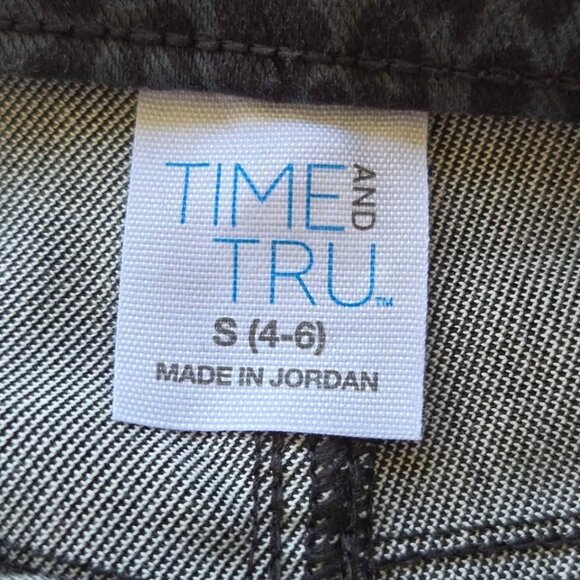 TIME AND
TRU™
S (4-6)
MADE IN JORDAN